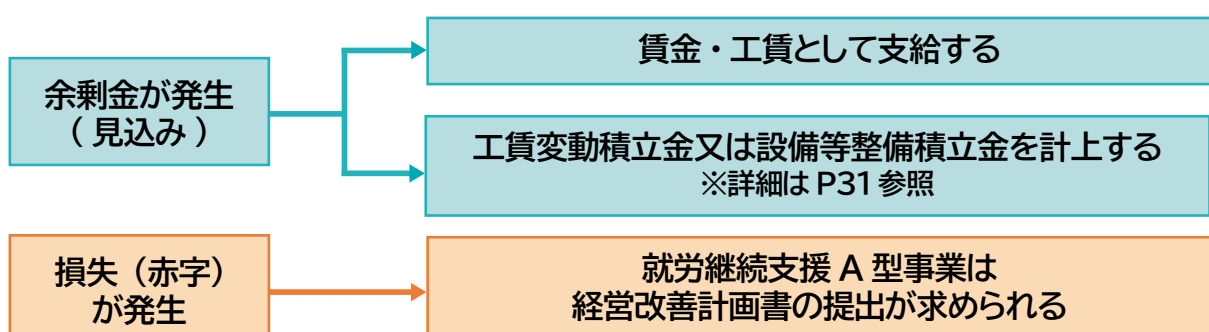 余剰金が発生
（見込み）
賃金・工賃として支給する
工賃変動積立金又は設備等整備積立金を計上する
※詳細は P31 参照
損失（赤字）
が発生
就労継続支援 A 型事業は
経営改善計画書の提出が求められる